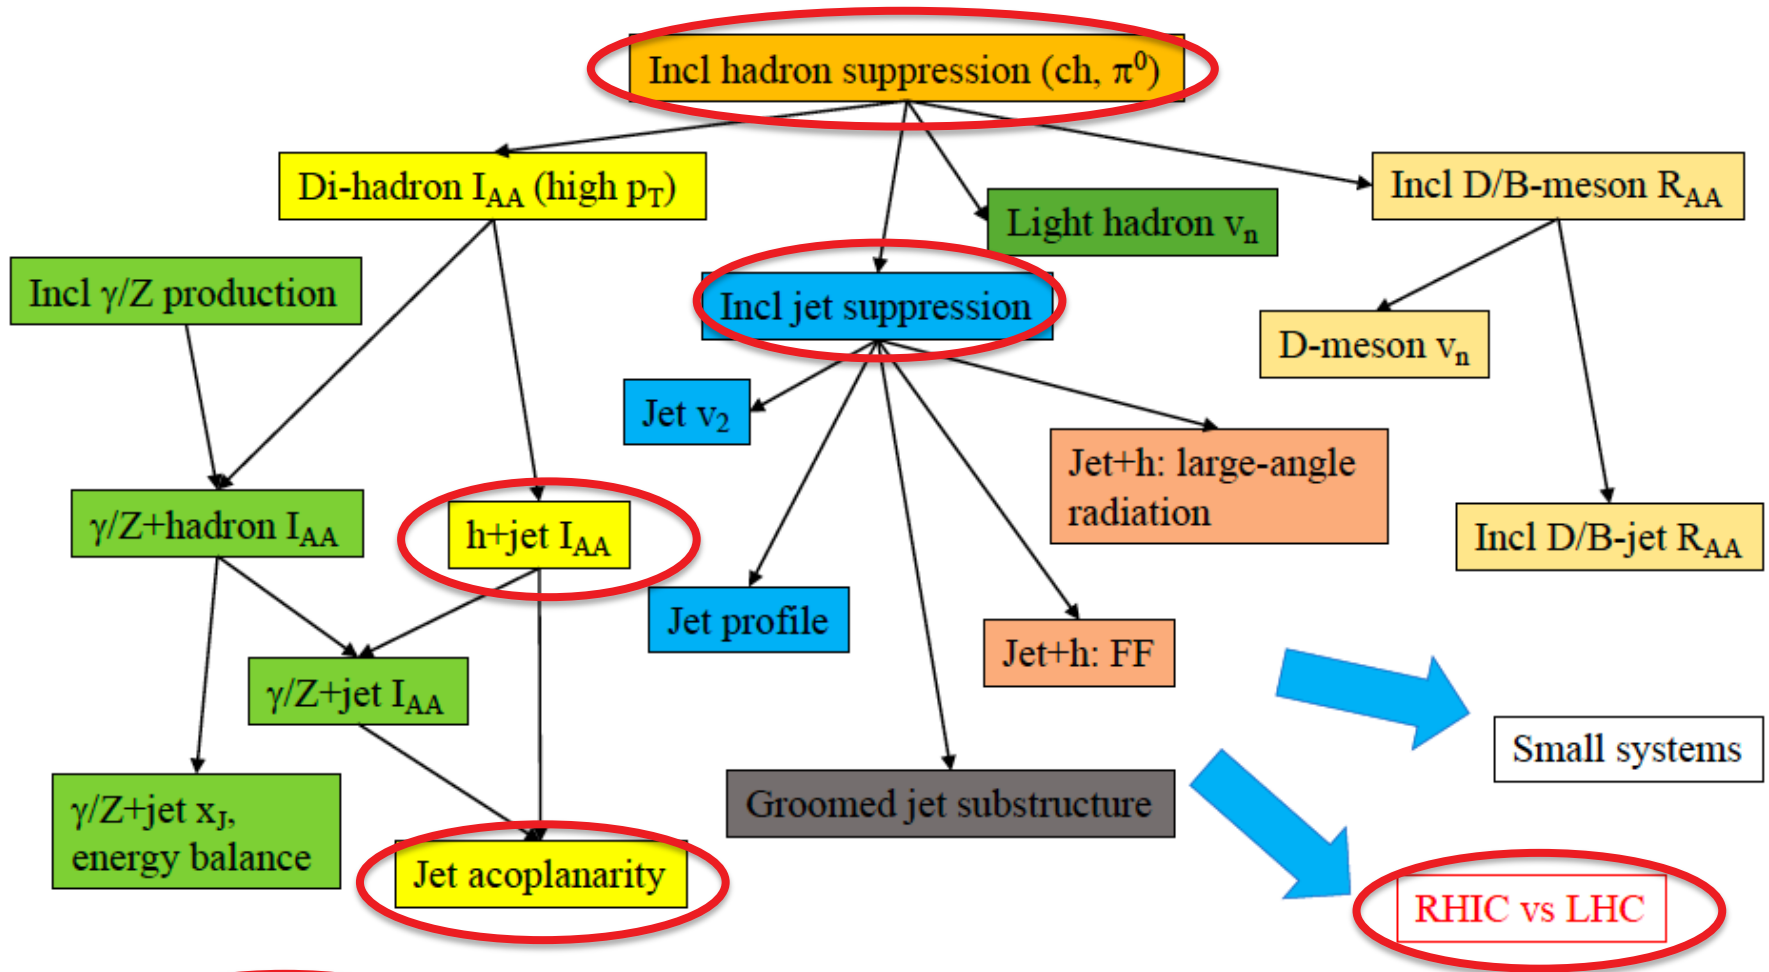 Incl hadron suppression (ch, π⁰)
Di-hadron I_AA (high p_T)
Incl D/B-meson R_AA
Light hadron v_n
Incl γ/Z production
Incl jet suppression
D-meson v_n
Jet v₂
Jet+h: large-angle
radiation
γ/Z+hadron I_AA
h+jet I_AA
Incl D/B-jet R_AA
Jet profile
Jet+h: FF
γ/Z+jet I_AA
Small systems
γ/Z+jet x_J,
energy balance
Groomed jet substructure
Jet acoplanarity
RHIC vs LHC